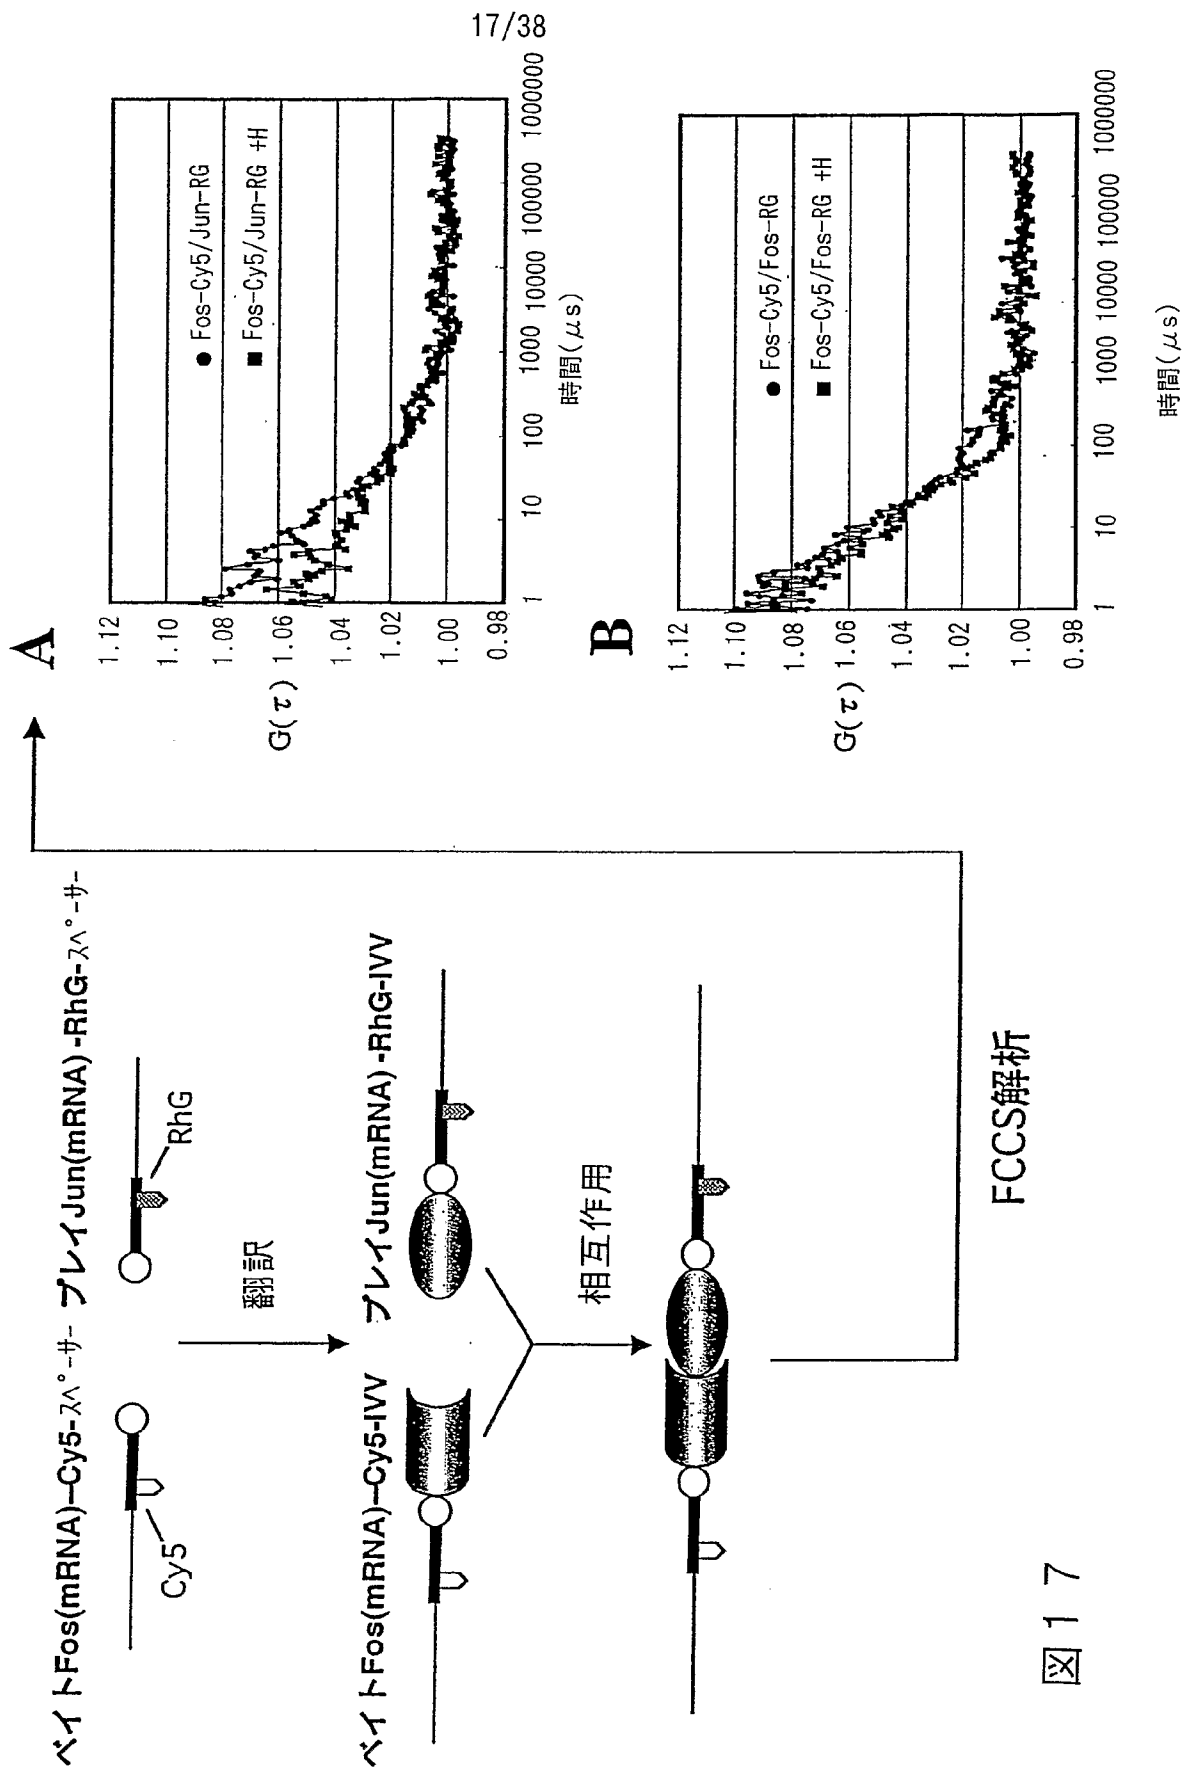 17/38
ベイトFos(mRNA)–Cy5-スペーサー プレイJun(mRNA)-RhG-スペーサー
Cy5
RhG
翻訳
ベイトFos(mRNA)–Cy5-IVV プレイJun(mRNA)-RhG-IVV
相互作用
FCCS解析
A
G(τ)
1.12
1.10
1.08
1.06
1.04
1.02
1.00
0.98
● Fos-Cy5/Jun-RG
■ Fos-Cy5/Jun-RG +H
1 10 100 1000 10000 100000 1000000
時間(μs)
B
G(τ)
1.12
1.10
1.08
1.06
1.04
1.02
1.00
0.98
● Fos-Cy5/Fos-RG
■ Fos-Cy5/Fos-RG +H
1 10 100 1000 10000 100000 1000000
時間(μs)
図17